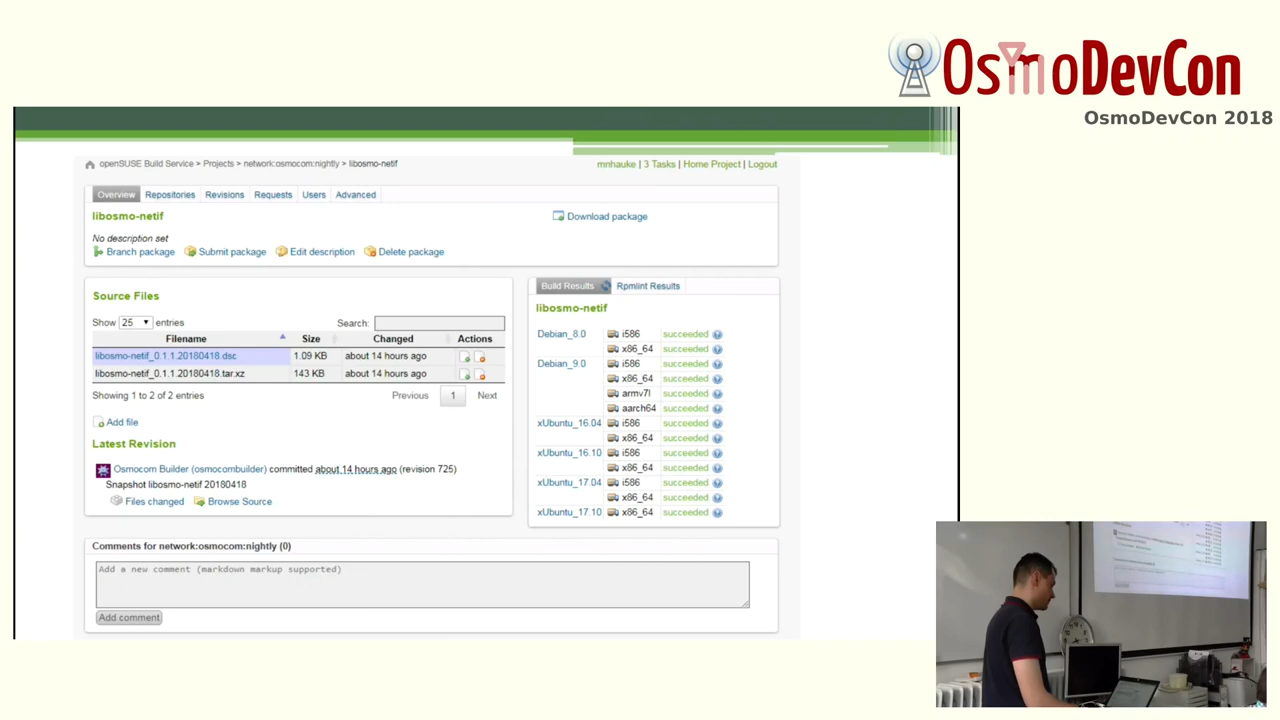 OsmoDevCon
OsmoDevCon 2018
openSUSE Build Service > Projects > network:osmocom:nightly > libosmo-netif
mnhauke | 3 Tasks | Home Project | Logout
Overview Repositories Revisions Requests Users Advanced
libosmo-netif
Download package
No description set
Branch package Submit package Edit description Delete package
Source Files
Show 25 entries Search:
Filename Size Changed Actions
libosmo-netif_0.1.1.20180418.dsc 1.09 KB about 14 hours ago
libosmo-netif_0.1.1.20180418.tar.xz 143 KB about 14 hours ago
Showing 1 to 2 of 2 entries Previous 1 Next
Add file
Latest Revision
Osmocom Builder (osmocombuilder) committed about 14 hours ago (revision 725)
Snapshot libosmo-netif 20180418
Files changed Browse Source
Build Results Rpmlint Results
libosmo-netif
Debian_8.0 i586 succeeded
x86_64 succeeded
Debian_9.0 i586 succeeded
x86_64 succeeded
armv7l succeeded
aarch64 succeeded
xUbuntu_16.04 i586 succeeded
x86_64 succeeded
xUbuntu_16.10 i586 succeeded
x86_64 succeeded
xUbuntu_17.04 i586 succeeded
x86_64 succeeded
xUbuntu_17.10 x86_64 succeeded
Comments for network:osmocom:nightly (0)
Add a new comment (markdown markup supported)
Add comment